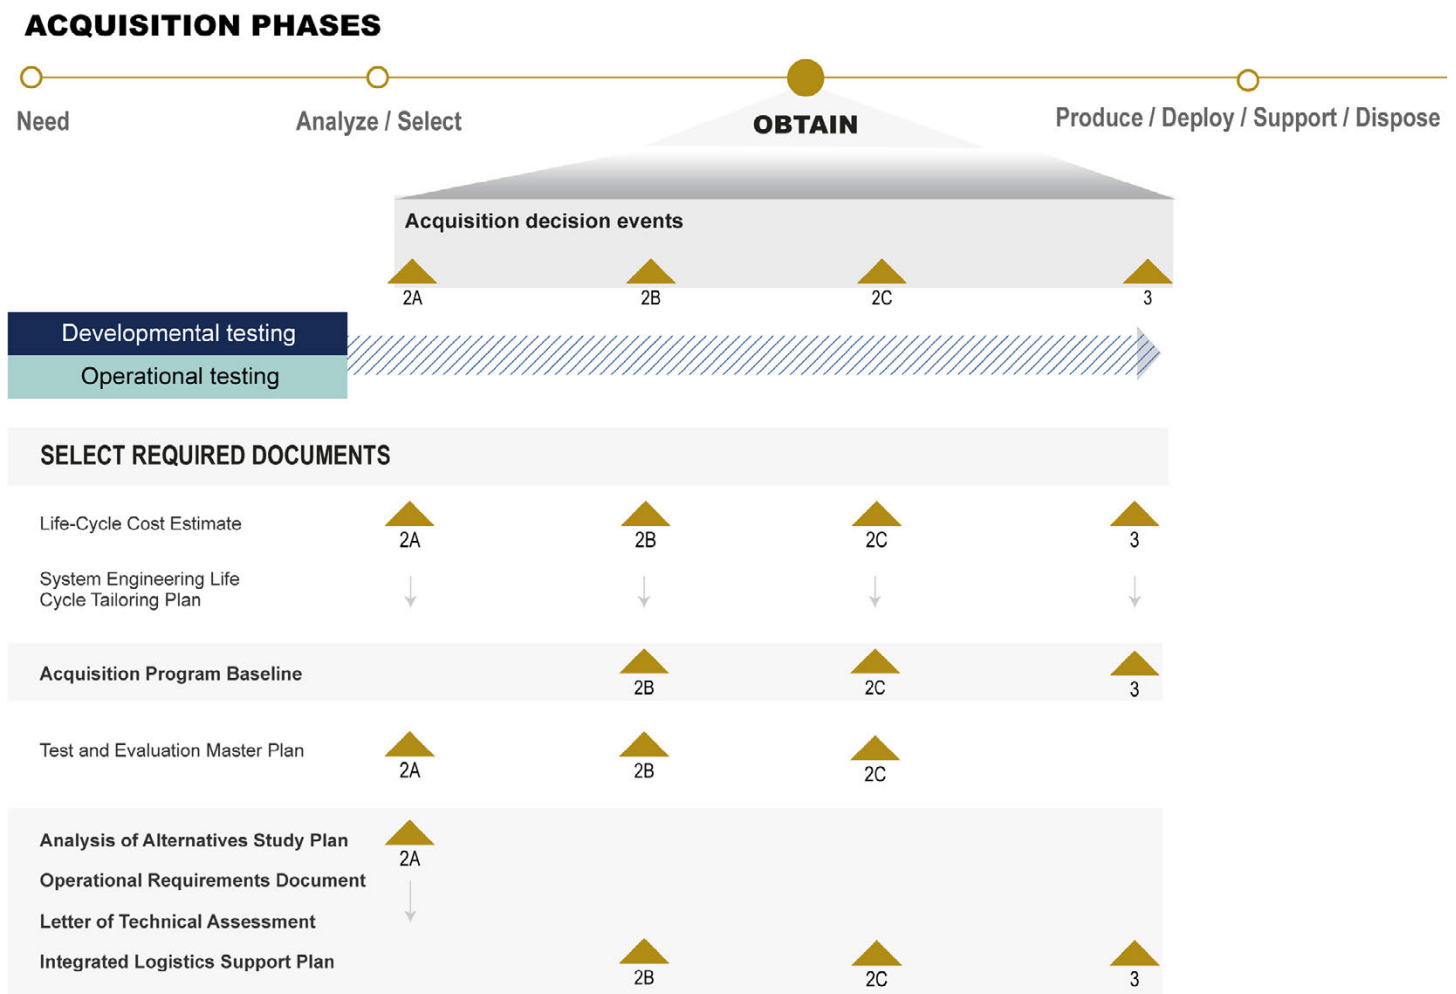 ACQUISITION PHASES
Need
Analyze / Select
OBTAIN
Produce / Deploy / Support / Dispose
Acquisition decision events
2A 2B 2C 3
Developmental testing
Operational testing
SELECT REQUIRED DOCUMENTS
Life-Cycle Cost Estimate
2A 2B 2C 3
System Engineering Life
Cycle Tailoring Plan
Acquisition Program Baseline
2B 2C 3
Test and Evaluation Master Plan
2A 2B 2C
Analysis of Alternatives Study Plan
2A
Operational Requirements Document
Letter of Technical Assessment
Integrated Logistics Support Plan
2B 2C 3